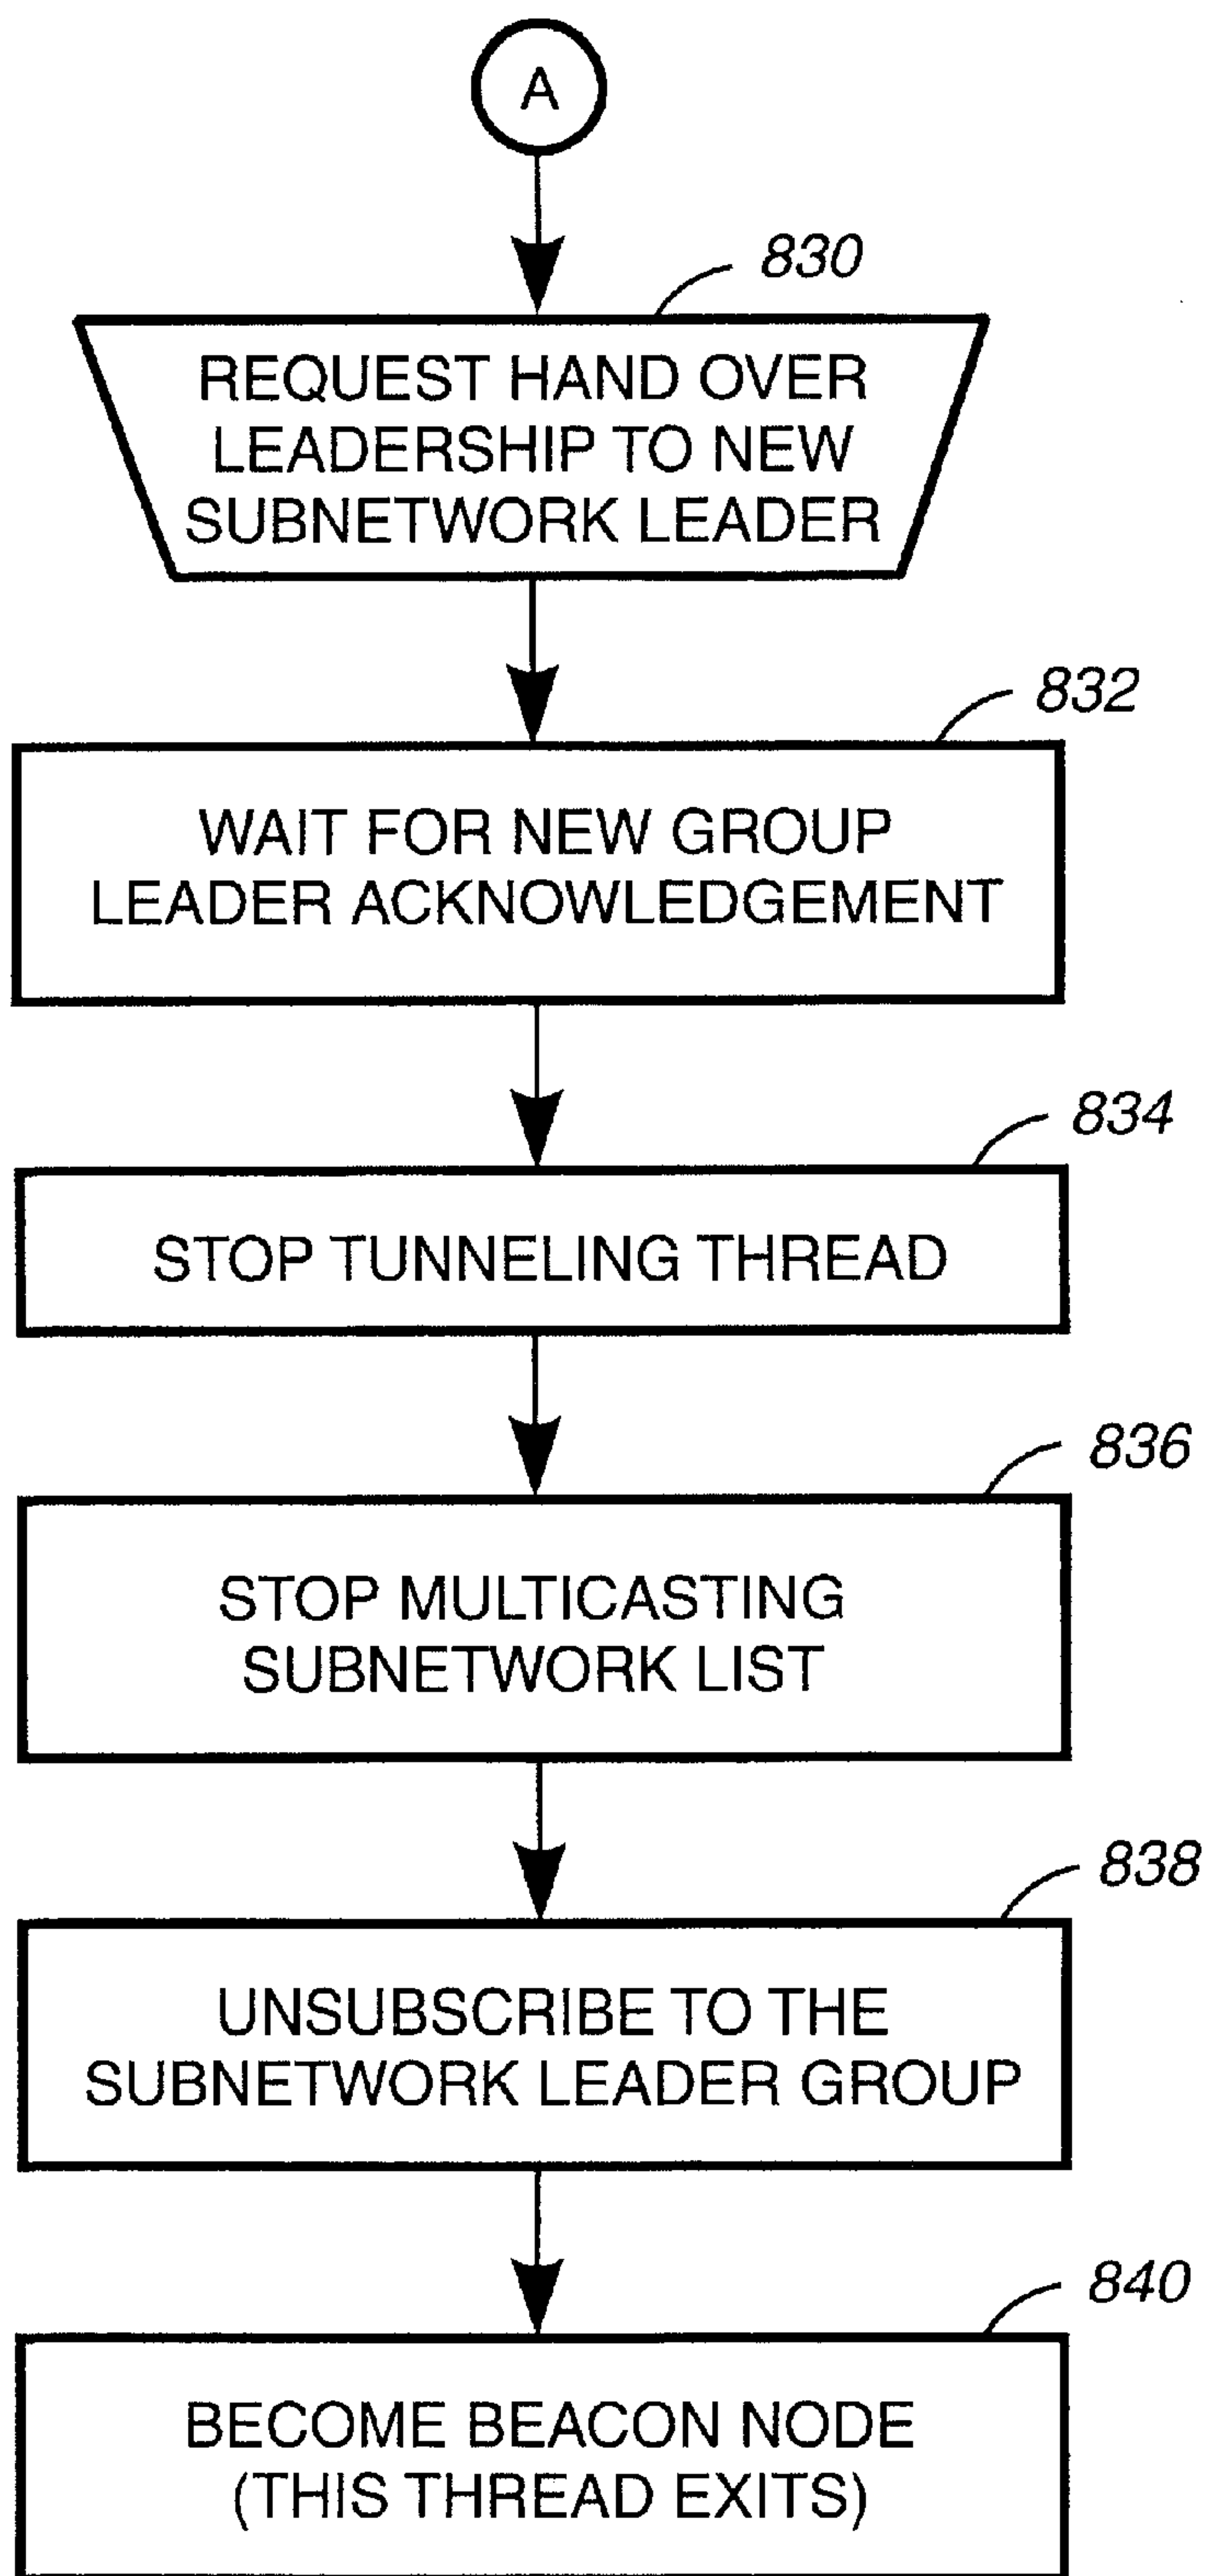 A
830
REQUEST HAND OVER
LEADERSHIP TO NEW
SUBNETWORK LEADER
832
WAIT FOR NEW GROUP
LEADER ACKNOWLEDGEMENT
834
STOP TUNNELING THREAD
836
STOP MULTICASTING
SUBNETWORK LIST
838
UNSUBSCRIBE TO THE
SUBNETWORK LEADER GROUP
840
BECOME BEACON NODE
(THIS THREAD EXITS)